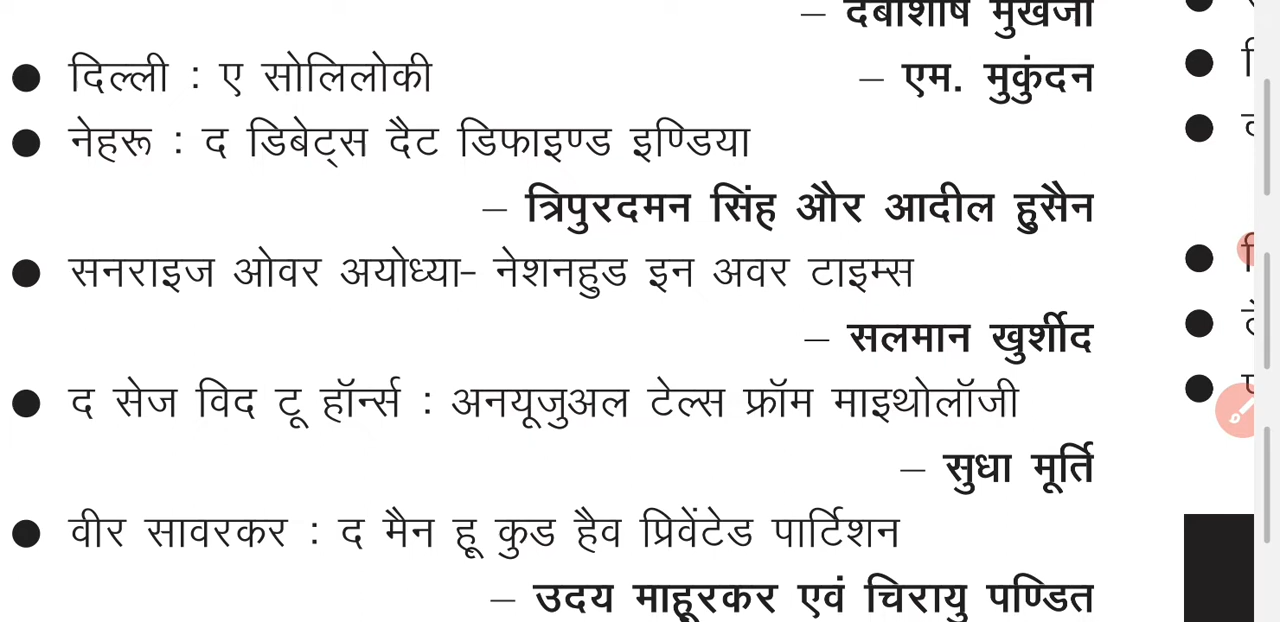 – देबाशीष मुखर्जी
● दिल्ली : ए सोलिलोकी – एम. मुकुंदन
● नेहरू : द डिबेट्स दैट डिफाइण्ड इण्डिया
– त्रिपुरदमन सिंह और आदील हुसैन
● सनराइज ओवर अयोध्या- नेशनहुड इन अवर टाइम्स
– सलमान खुर्शीद
● द सेज विद टू हॉर्न्स : अनयूजुअल टेल्स फ्रॉम माइथोलॉजी
– सुधा मूर्ति
● वीर सावरकर : द मैन हू कुड हैव प्रिवेंटेड पार्टिशन
– उदय माहूरकर एवं चिरायु पण्डित